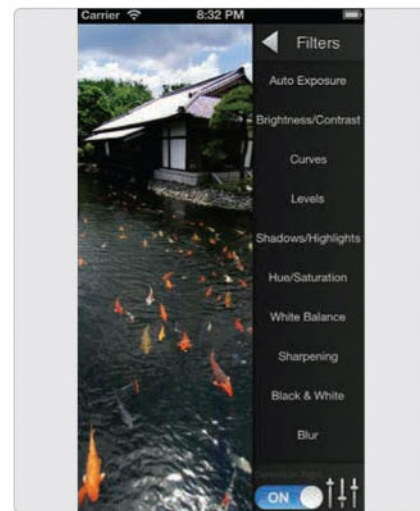 Carrier 8:32 PM
Filters
Auto Exposure
Brightness/Contrast
Curves
Levels
Shadows/Highlights
Hue/Saturation
White Balance
Sharpening
Black & White
Blur
ON